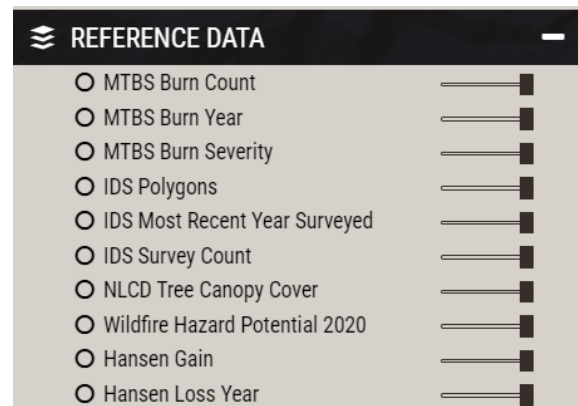 REFERENCE DATA
MTBS Burn Count
MTBS Burn Year
MTBS Burn Severity
IDS Polygons
IDS Most Recent Year Surveyed
IDS Survey Count
NLCD Tree Canopy Cover
Wildfire Hazard Potential 2020
Hansen Gain
Hansen Loss Year